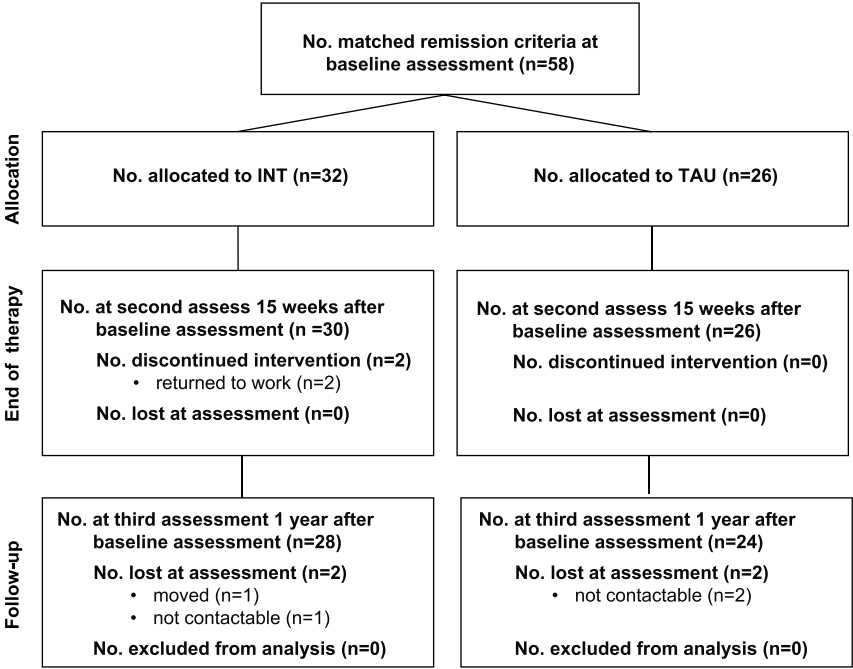 No. matched remission criteria at
baseline assessment (n=58)
Allocation
No. allocated to INT (n=32)
No. allocated to TAU (n=26)
End of therapy
No. at second assess 15 weeks after
baseline assessment (n =30)
No. discontinued intervention (n=2)
• returned to work (n=2)
No. lost at assessment (n=0)
No. at second assess 15 weeks after
baseline assessment (n=26)
No. discontinued intervention (n=0)
No. lost at assessment (n=0)
Follow-up
No. at third assessment 1 year after
baseline assessment (n=28)
No. lost at assessment (n=2)
• moved (n=1)
• not contactable (n=1)
No. excluded from analysis (n=0)
No. at third assessment 1 year after
baseline assessment (n=24)
No. lost at assessment (n=2)
• not contactable (n=2)
No. excluded from analysis (n=0)